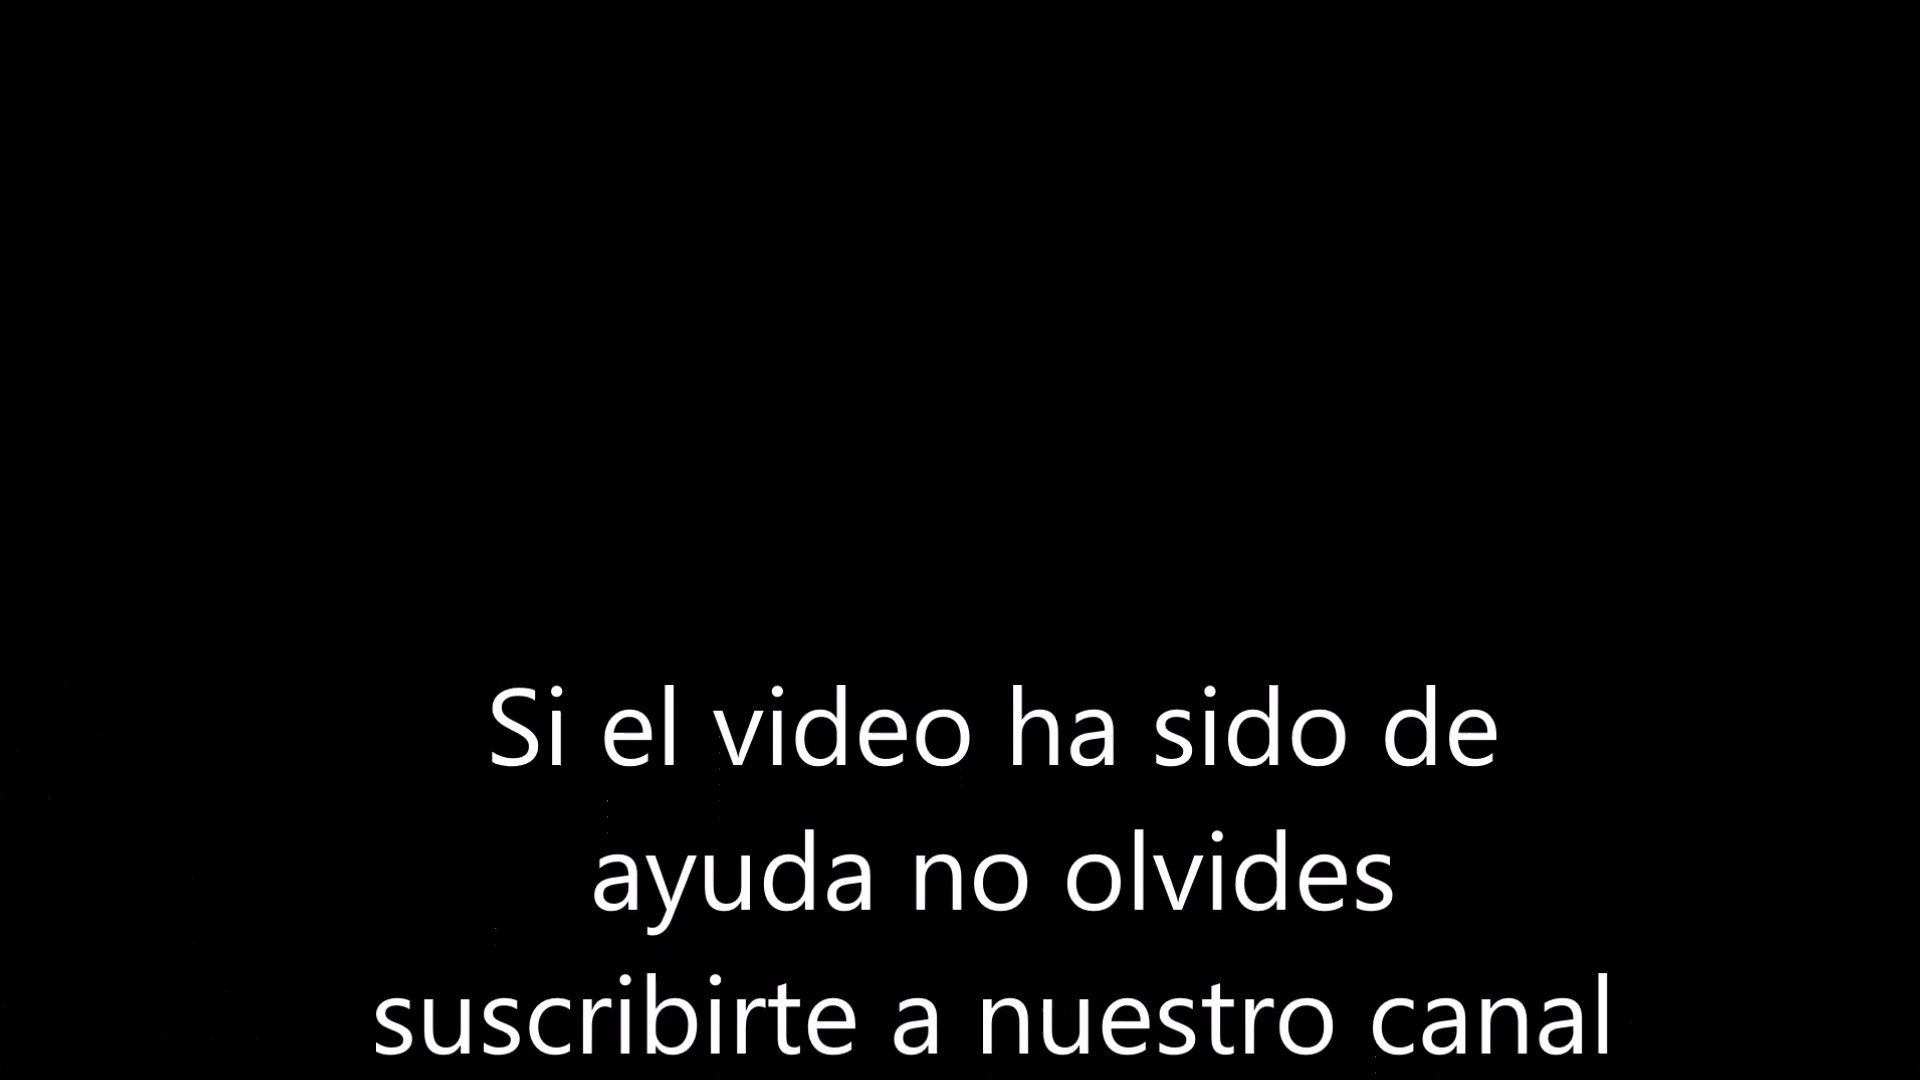 Si el video ha sido de
ayuda no olvides
suscribirte a nuestro canal